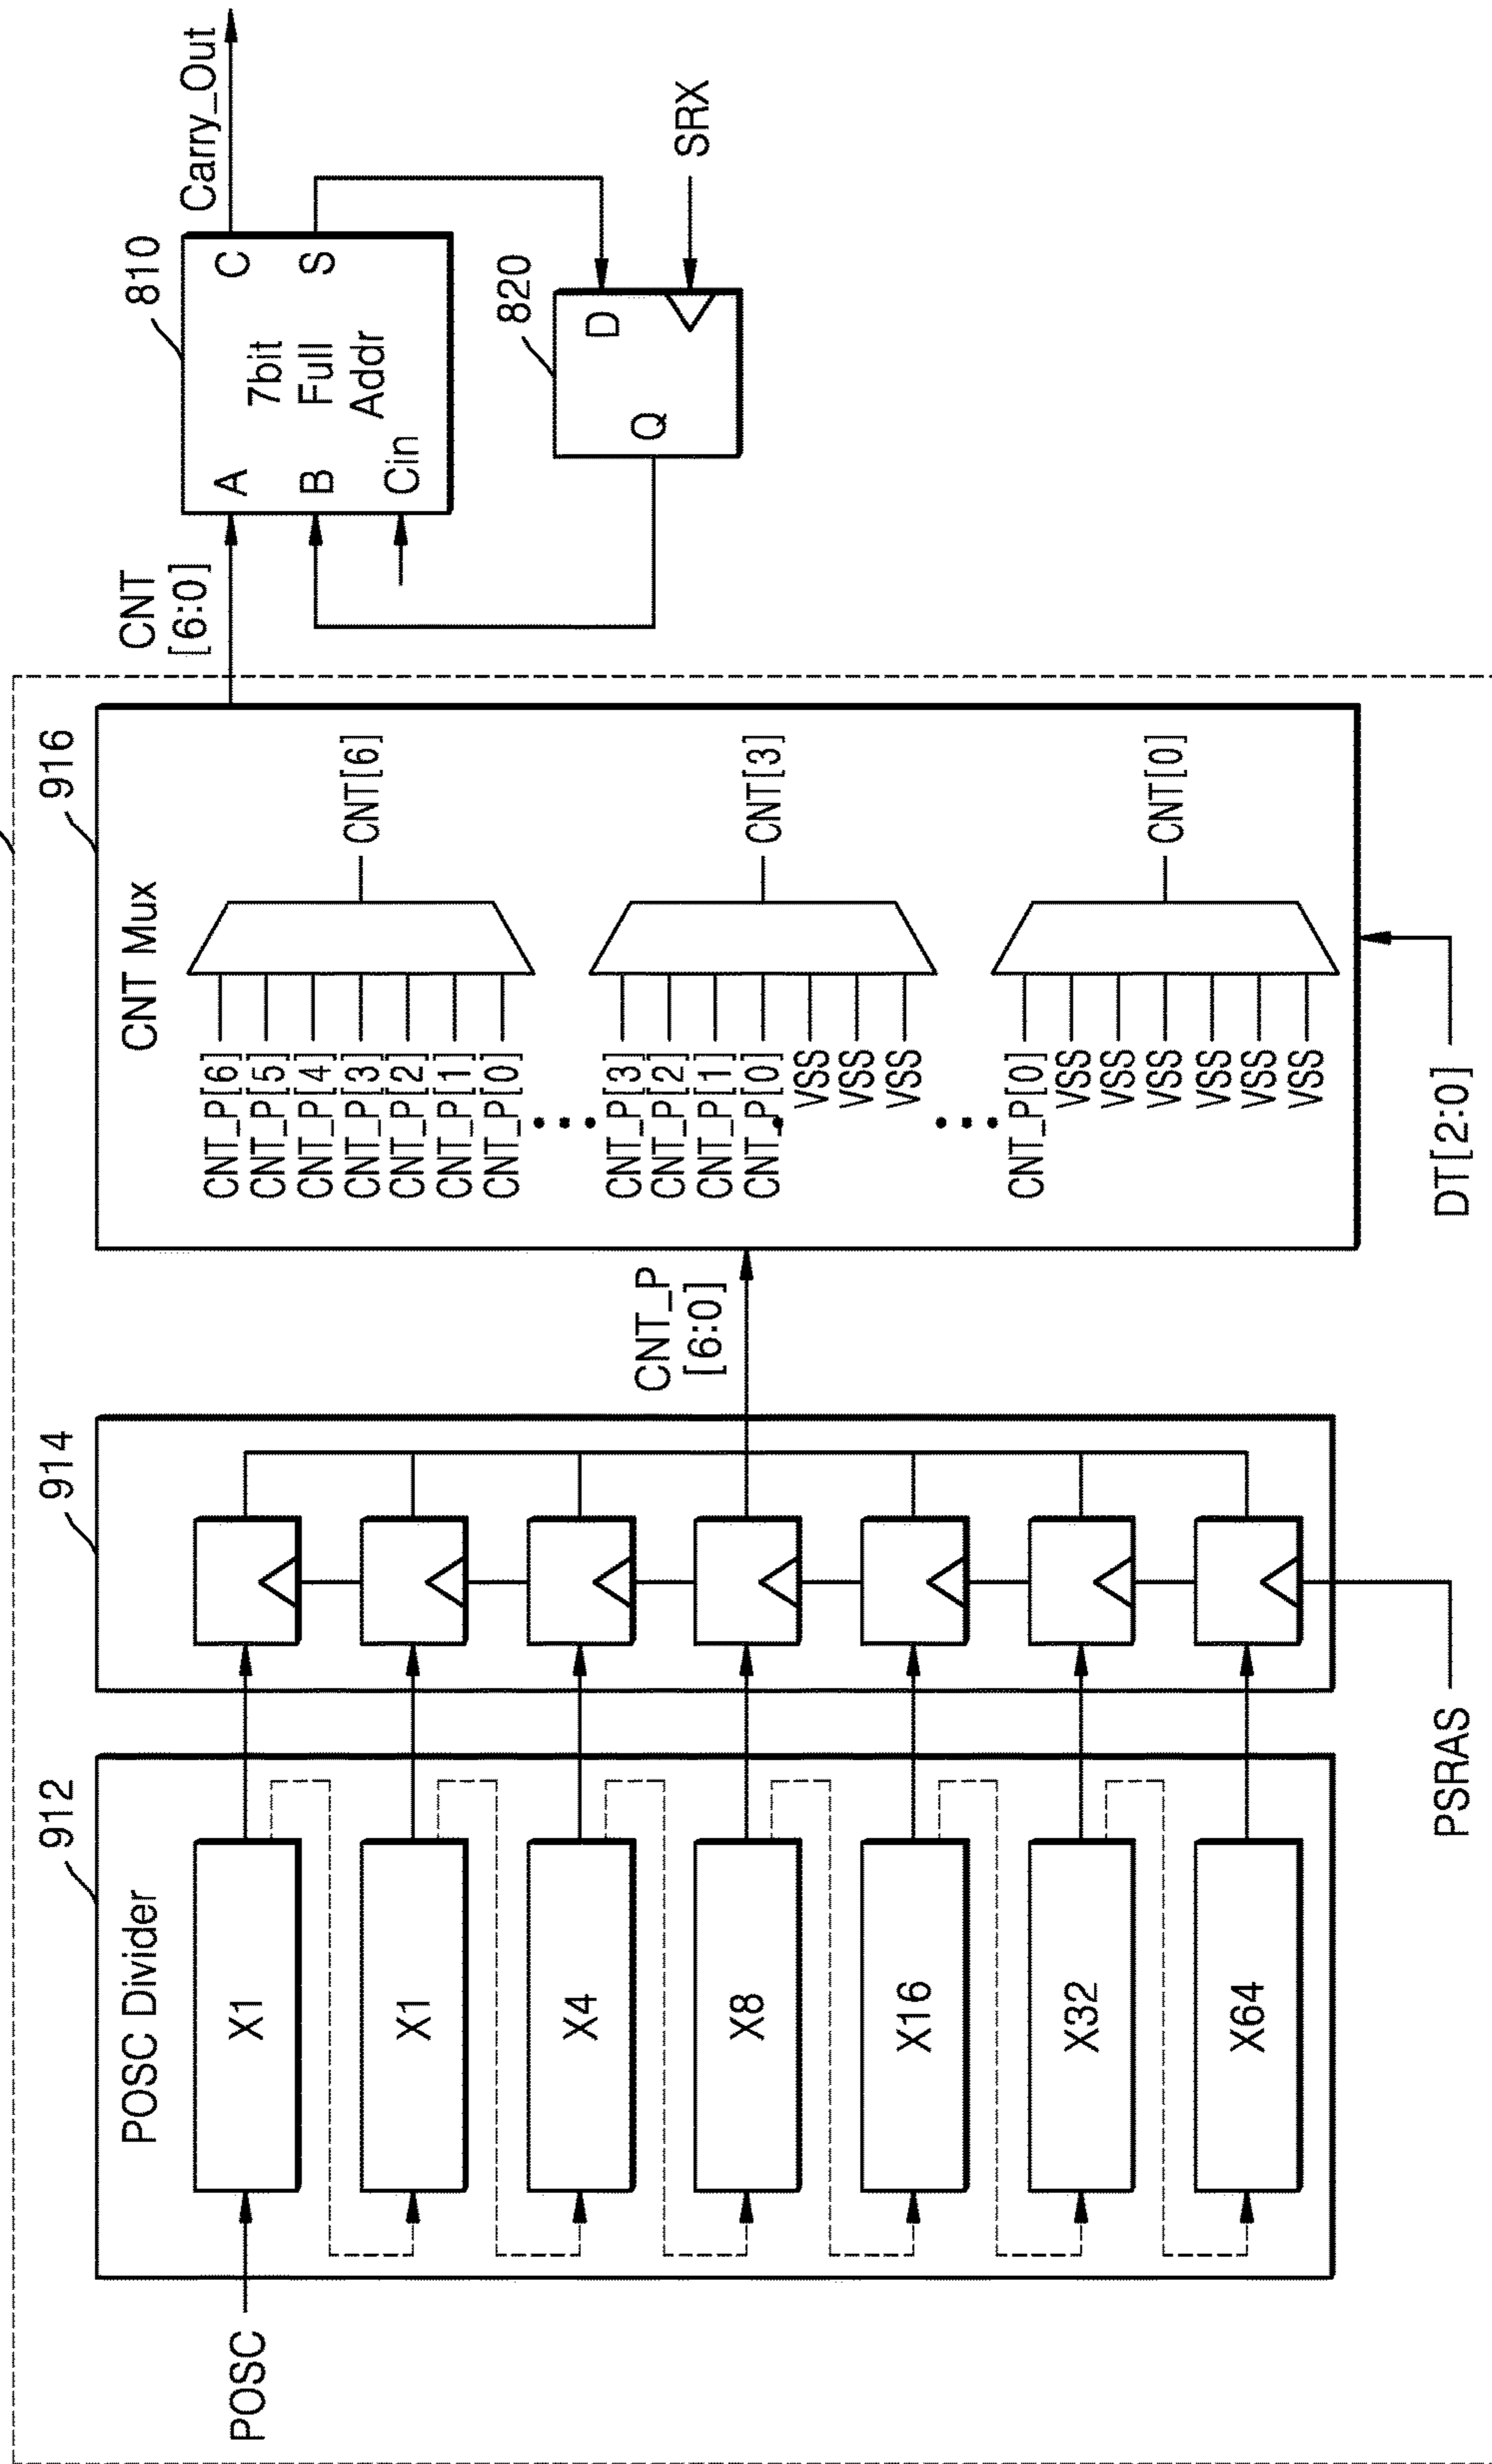 POSC
912
POSC Divider
X1
X1
X4
X8
X16
X32
X64
914
PSRAS
CNT_P
[6:0]
916
CNT Mux
CNT_P[6]
CNT_P[5]
CNT_P[4]
CNT_P[3]
CNT_P[2]
CNT_P[1]
CNT_P[0]
CNT[6]
CNT_P[3]
CNT_P[2]
CNT_P[1]
CNT_P[0]
VSS
VSS
VSS
CNT[3]
CNT_P[0]
VSS
VSS
VSS
VSS
VSS
VSS
CNT[0]
DT[2:0]
CNT
[6:0]
810
A
B
Cin
7bit
Full
Addr
C
S
Carry_Out
820
Q
D
SRX